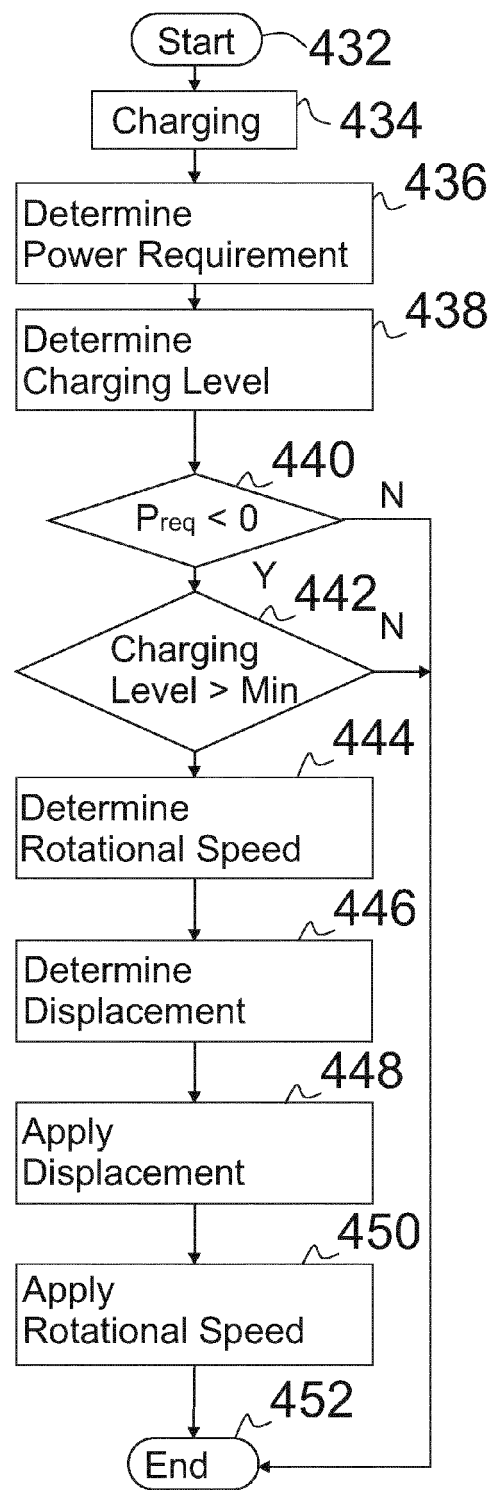 Start
432
Charging
434
436
Determine
Power Requirement
438
Determine
Charging Level
440
Preq < 0
N
Y
442
N
Charging
Level > Min
444
Determine
Rotational Speed
446
Determine
Displacement
448
Apply
Displacement
450
Apply
Rotational Speed
452
End